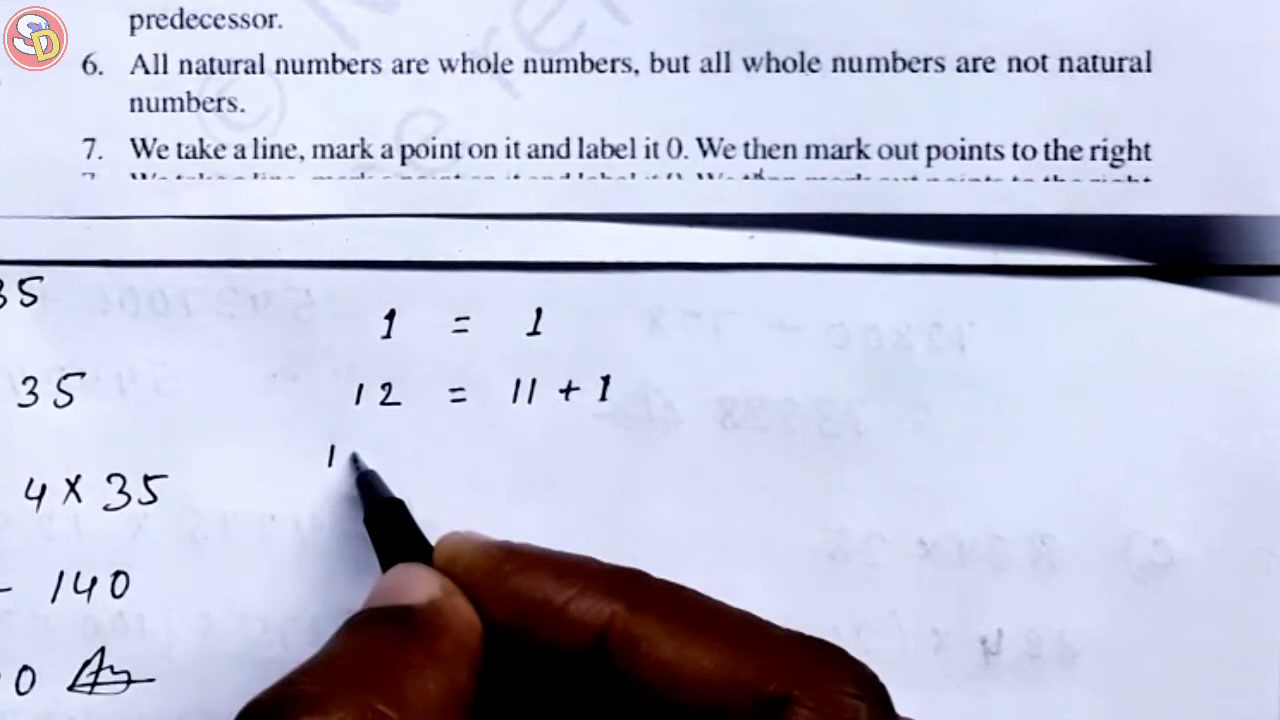 SD
predecessor.
6. All natural numbers are whole numbers, but all whole numbers are not natural
numbers.
7. We take a line, mark a point on it and label it 0. We then mark out points to the right
35
35
4 × 35
140
0 Ans
1 = 1
12 = 11 + 1
1